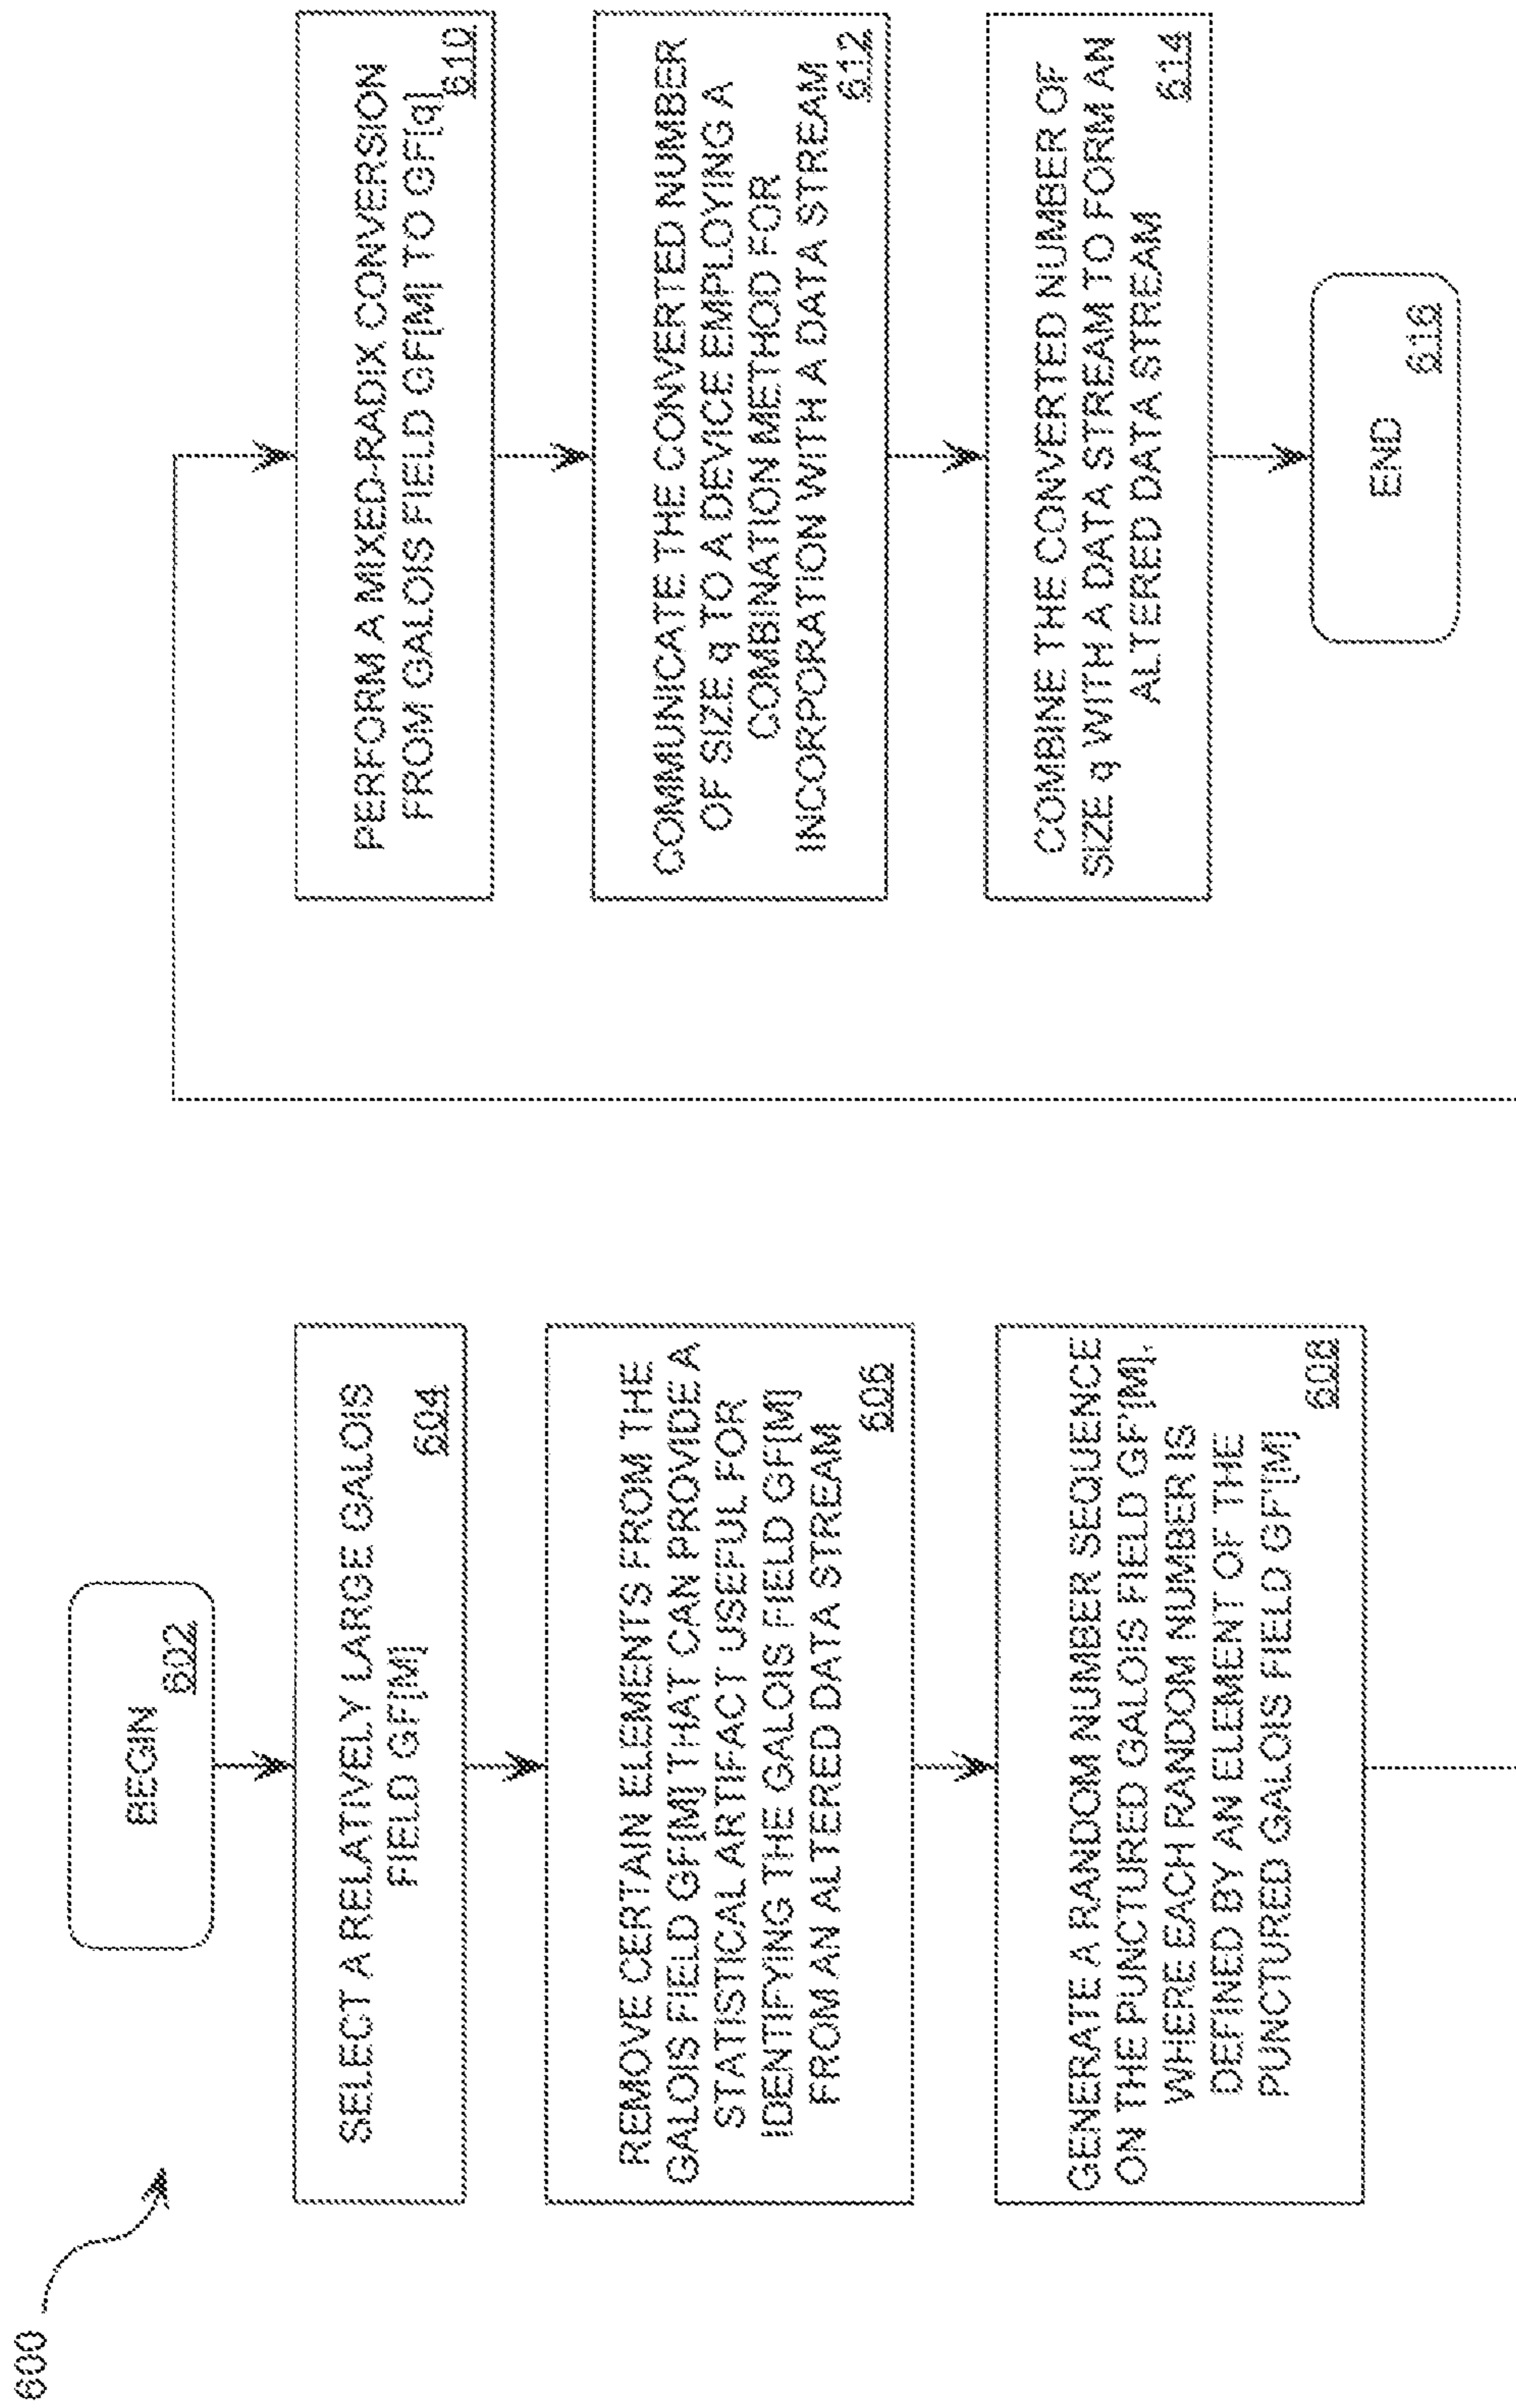 600
BEGIN
602
SELECT A RELATIVELY LARGE GALOIS
FIELD GF[M]
604
REMOVE CERTAIN ELEMENTS FROM THE
GALOIS FIELD GF[M] THAT CAN PROVIDE A
STATISTICAL ARTIFACT USEFUL FOR
IDENTIFYING THE GALOIS FIELD GF[M]
FROM AN ALTERED DATA STREAM
606
GENERATE A RANDOM NUMBER SEQUENCE
ON THE PUNCTURED GALOIS FIELD GF'[M],
WHERE EACH RANDOM NUMBER IS
DEFINED BY AN ELEMENT OF THE
PUNCTURED GALOIS FIELD GF'[M]
608
PERFORM A MIXED-RADIX CONVERSION
FROM GALOIS FIELD GF[M] TO GF[q]
610
COMMUNICATE THE CONVERTED NUMBER
OF SIZE q TO A DEVICE EMPLOYING A
COMBINATION METHOD FOR
INCORPORATION WITH A DATA STREAM
612
COMBINE THE CONVERTED NUMBER OF
SIZE q WITH A DATA STREAM TO FORM AN
ALTERED DATA STREAM
614
END
616